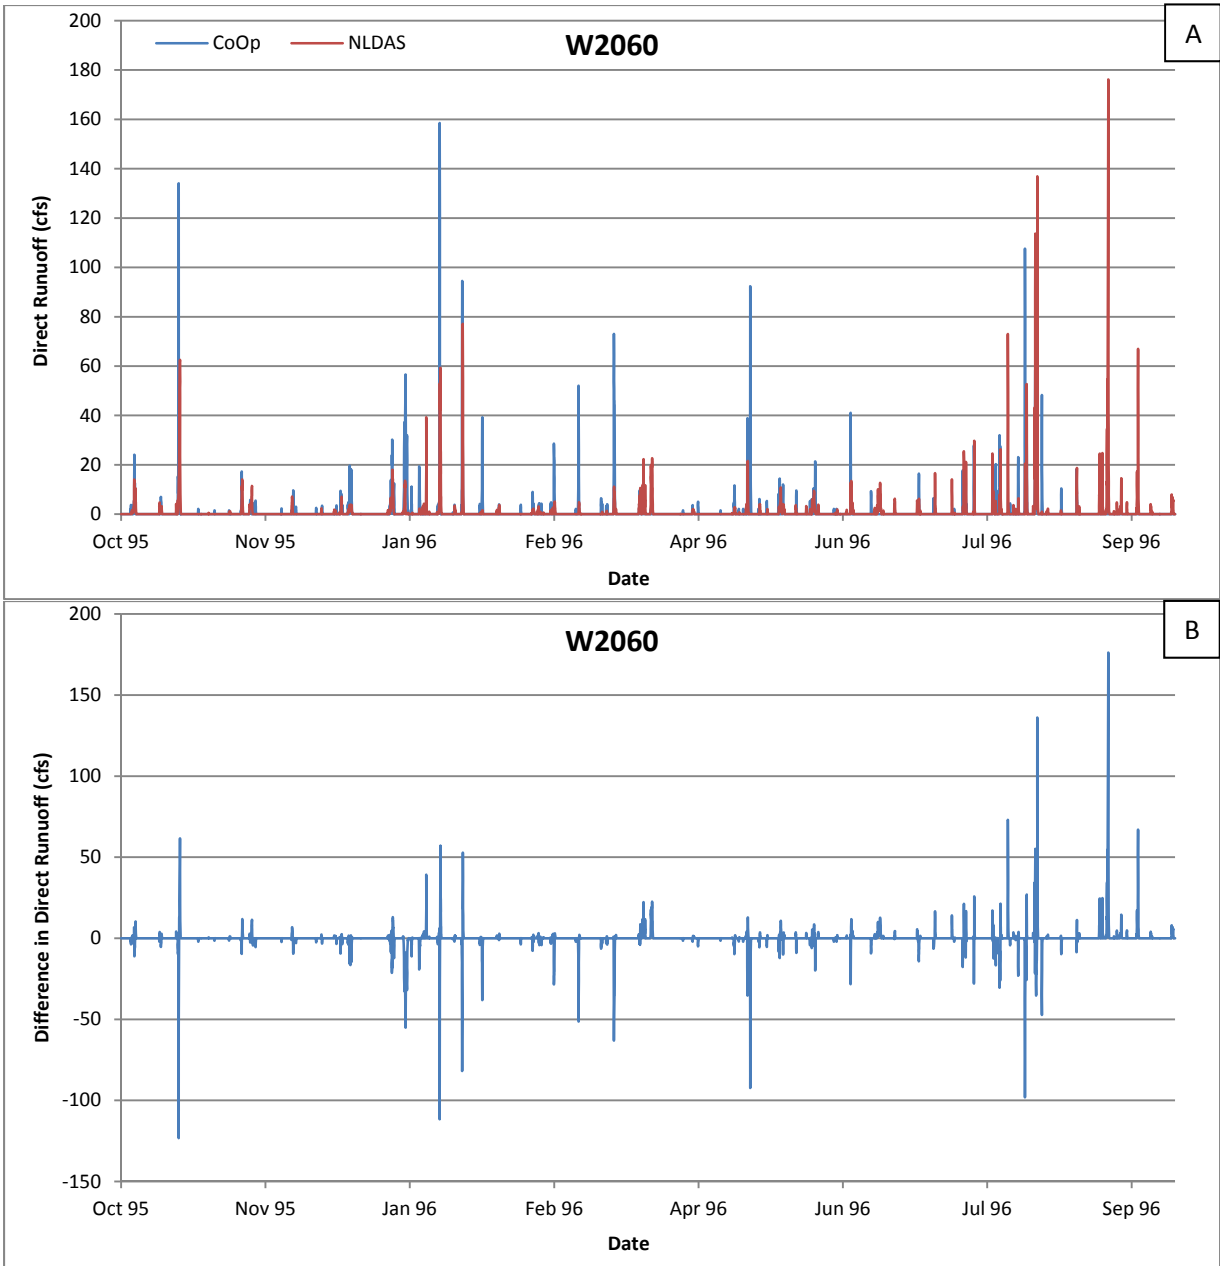 A
W2060
CoOp NLDAS
200
180
160
140
120
100
80
60
40
20
0
Direct Runuoff (cfs)
Oct 95 Nov 95 Jan 96 Feb 96 Apr 96 Jun 96 Jul 96 Sep 96
Date
B
W2060
200
150
100
50
0
-50
-100
-150
Difference in Direct Runuoff (cfs)
Oct 95 Nov 95 Jan 96 Feb 96 Apr 96 Jun 96 Jul 96 Sep 96
Date